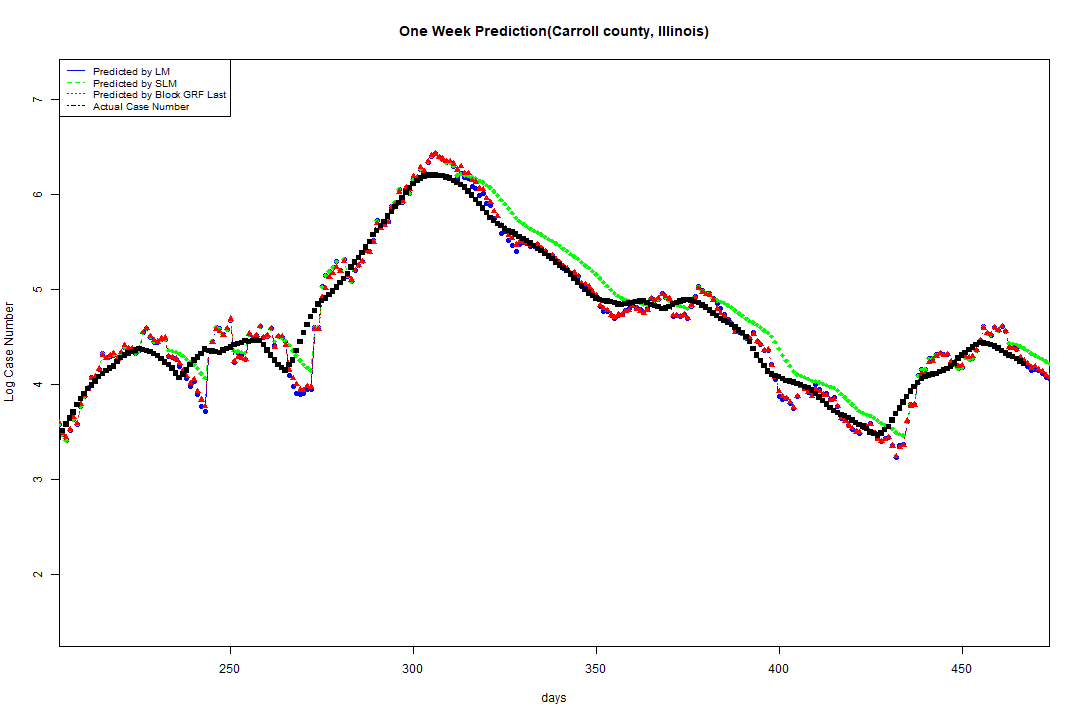 One Week Prediction(Carroll county, Illinois)
Predicted by LM
Predicted by SLM
Predicted by Block GRF Last
Actual Case Number
7
6
5
4
3
2
Log Case Number
250 300 350 400 450
days